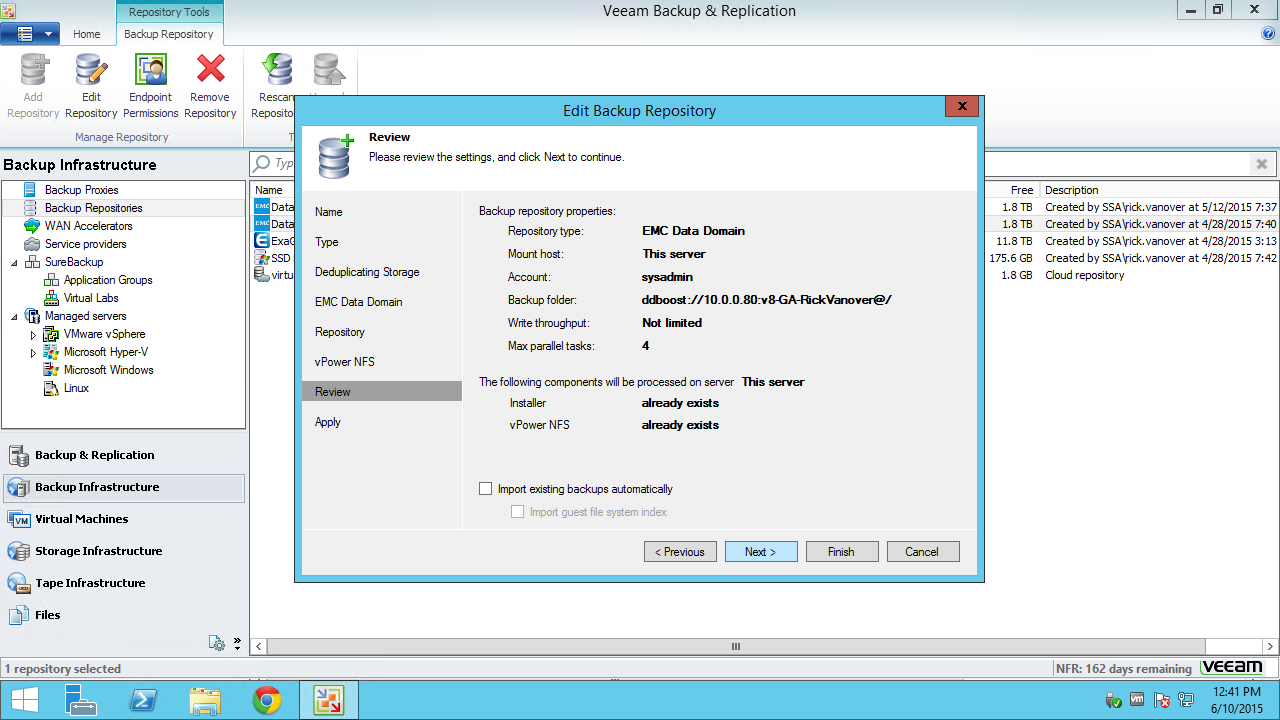 Repository Tools
Veeam Backup & Replication
Home
Backup Repository
Add Repository
Edit Repository
Endpoint Permissions
Remove Repository
Rescan
Manage Repository
Backup Infrastructure
Backup Proxies
Backup Repositories
WAN Accelerators
Service providers
SureBackup
Application Groups
Virtual Labs
Managed servers
VMware vSphere
Microsoft Hyper-V
Microsoft Windows
Linux
Backup & Replication
Backup Infrastructure
Virtual Machines
Storage Infrastructure
Tape Infrastructure
Files
Name
EMC Data
EMC Data
ExaG
SSD
virtu
Edit Backup Repository
Review
Please review the settings, and click Next to continue.
Name
Type
Deduplicating Storage
EMC Data Domain
Repository
vPower NFS
Review
Apply
Backup repository properties:
Repository type: EMC Data Domain
Mount host: This server
Account: sysadmin
Backup folder: ddboost://10.0.0.80:v8-GA-RickVanover@/
Write throughput: Not limited
Max parallel tasks: 4
The following components will be processed on server This server
Installer already exists
vPower NFS already exists
Import existing backups automatically
Import guest file system index
< Previous
Next >
Finish
Cancel
Free Description
1.8 TB Created by SSA\rick.vanover at 5/12/2015 7:37
1.8 TB Created by SSA\rick.vanover at 4/28/2015 7:40
11.8 TB Created by SSA\rick.vanover at 4/28/2015 3:13
175.6 GB Created by SSA\rick.vanover at 4/28/2015 7:42
1.8 GB Cloud repository
1 repository selected
NFR: 162 days remaining
veeam
12:41 PM
6/10/2015